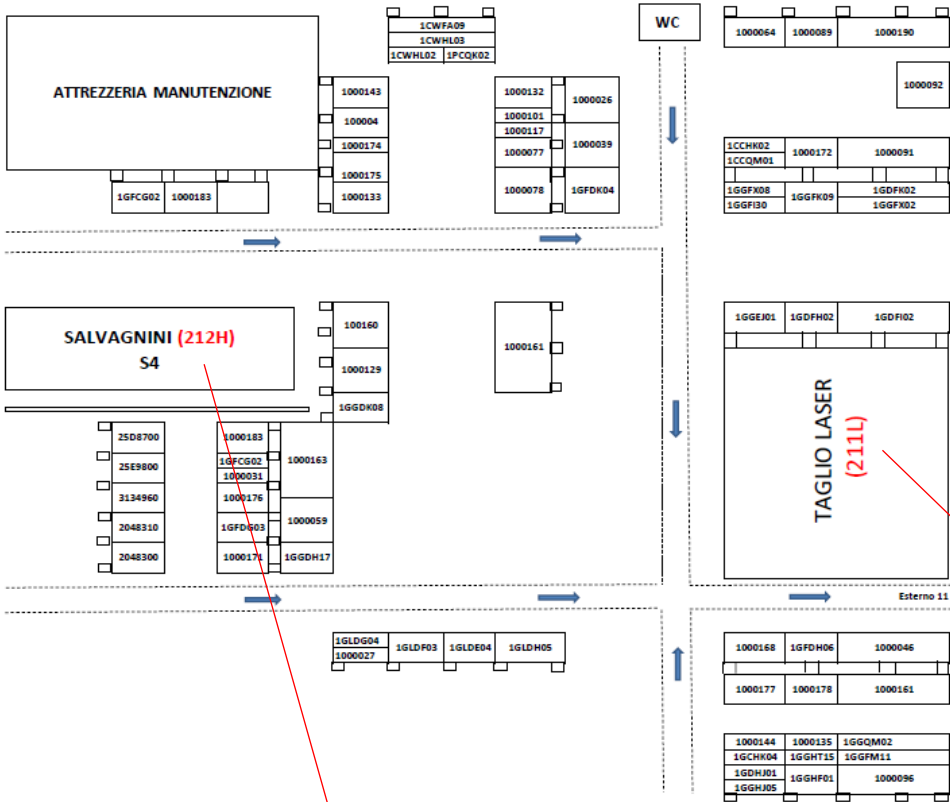 1CWFA09
1CWHL03
1CWHL02 1PCQK02
WC
1000064 1000089 1000190
1000092
ATTREZZERIA MANUTENZIONE
1000143
100004
1000174
1000175
1000133
1000132
1000101
1000117
1000077
1000078
1000026
1000039
1GFDK04
1CCHK02
1CCQM01
1000172 1000091
1GGFX08
1GGFI30
1GGFK09
1GDFK02
1GGFX02
1GFCG02 1000183
SALVAGNINI (212H)
S4
100160
1000129
1GGDK08
1000161
1GGEJ01 1GDFH02 1GDFI02
TAGLIO LASER
(211L)
25D8700
25E9800
3134960
2048310
2048300
1000183
1GFCG02
1000031
1000176
1GFDG03
1000171
1000163
1000059
1GGDH17
Esterno 11
1GLDG04
1000027
1GLDF03 1GLDE04 1GLDH05
1000168 1GFDH06 1000046
1000177 1000178 1000161
1000144 1000135 1GGQM02
1GCHK04 1GGHT15 1GGFM11
1GDHJ01
1GGHJ05
1GGHF01 1000096